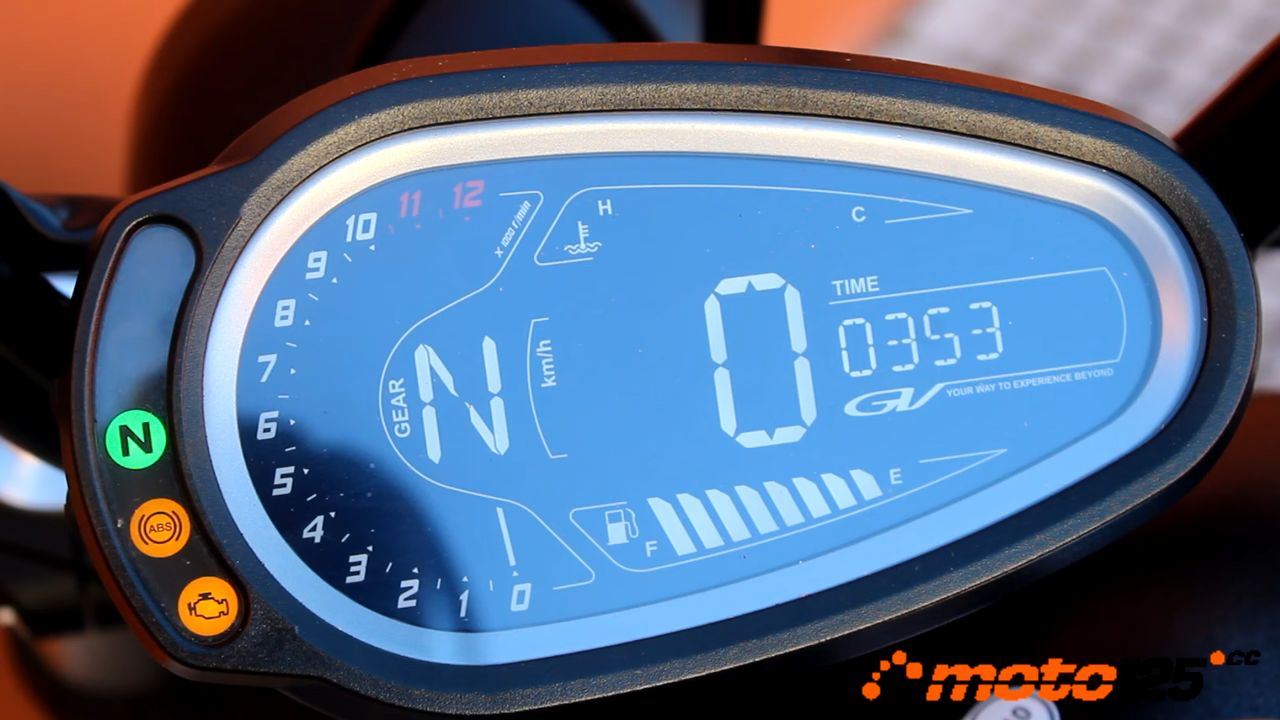 10 11 12
x 1000 r/min
9
8
7
6
5
4
3
2
1
0
H
C
GEAR
N
km/h
0
TIME
0353
GV YOUR WAY TO EXPERIENCE BEYOND
E
F
N
ABS
moto125.cc